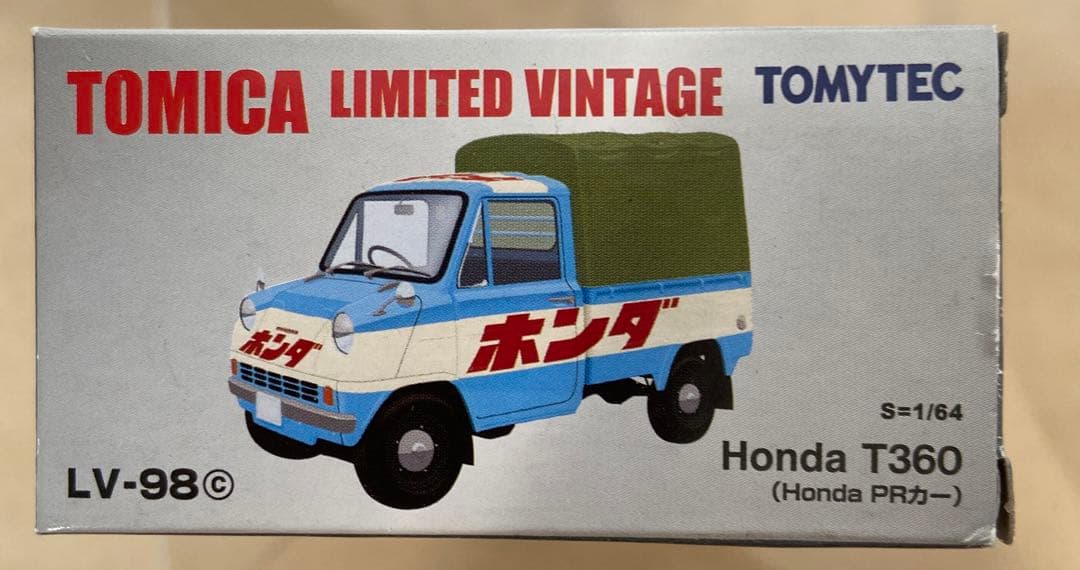 TOMICA LIMITED VINTAGE TOMYTEC
ホンダ
ホンダ
S=1/64
Honda T360
(Honda PRカー)
LV-98ⓒ